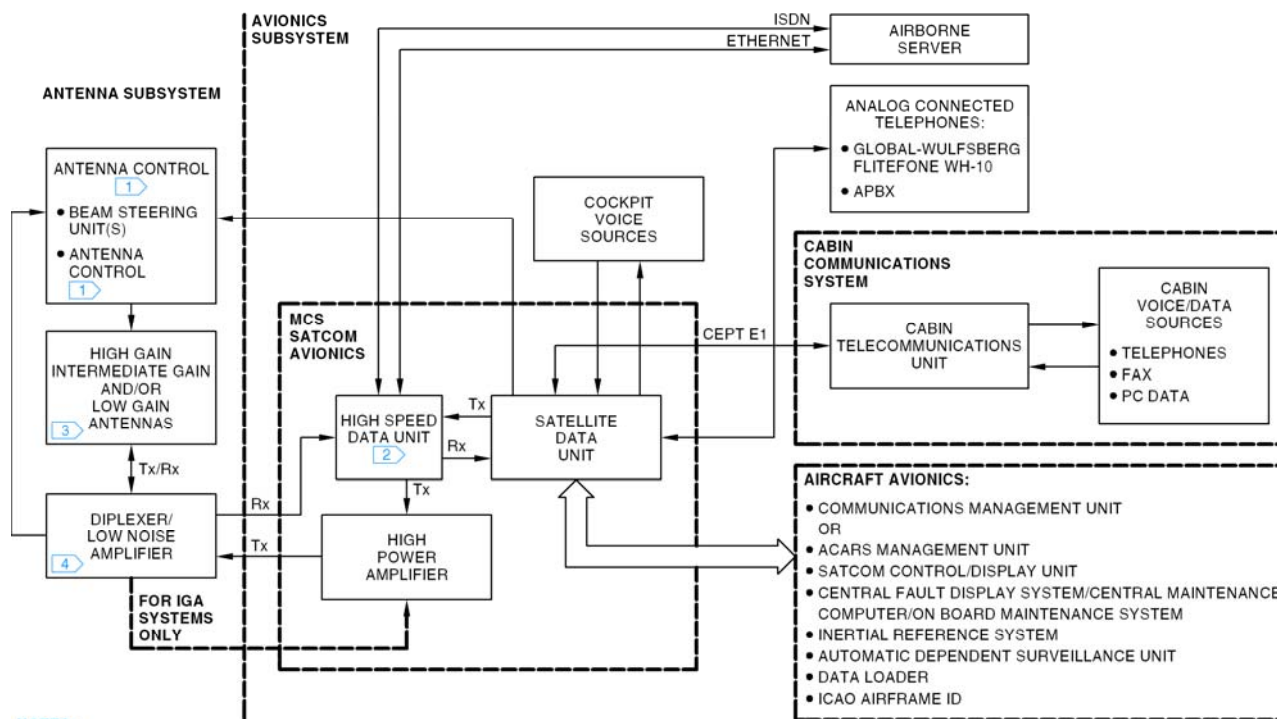 AVIONICS
SUBSYSTEM
ISDN
ETHERNET
AIRBORNE
SERVER
ANTENNA SUBSYSTEM
ANALOG CONNECTED
TELEPHONES:
• GLOBAL-WULFSBERG
FLITEFONE WH-10
• APBX
ANTENNA CONTROL
1
• BEAM STEERING
UNIT(S)
• ANTENNA
CONTROL
1
COCKPIT
VOICE
SOURCES
CABIN
COMMUNICATIONS
SYSTEM
CABIN
VOICE/DATA
SOURCES
• TELEPHONES
• FAX
• PC DATA
CABIN
TELECOMMUNICATIONS
UNIT
CEPT E1
MCS
SATCOM
AVIONICS
HIGH GAIN
INTERMEDIATE GAIN
AND/OR
LOW GAIN
ANTENNAS
3
Tx/Rx
HIGH SPEED
DATA UNIT
2
Tx
Rx
SATELLITE
DATA
UNIT
Tx
Rx
Tx
DIPLEXER/
LOW NOISE
AMPLIFIER
4
HIGH
POWER
AMPLIFIER
FOR IGA
SYSTEMS
ONLY
AIRCRAFT AVIONICS:
• COMMUNICATIONS MANAGEMENT UNIT
OR
• ACARS MANAGEMENT UNIT
• SATCOM CONTROL/DISPLAY UNIT
• CENTRAL FAULT DISPLAY SYSTEM/CENTRAL MAINTENANCE
COMPUTER/ON BOARD MAINTENANCE SYSTEM
• INERTIAL REFERENCE SYSTEM
• AUTOMATIC DEPENDENT SURVEILLANCE UNIT
• DATA LOADER
• ICAO AIRFRAME ID